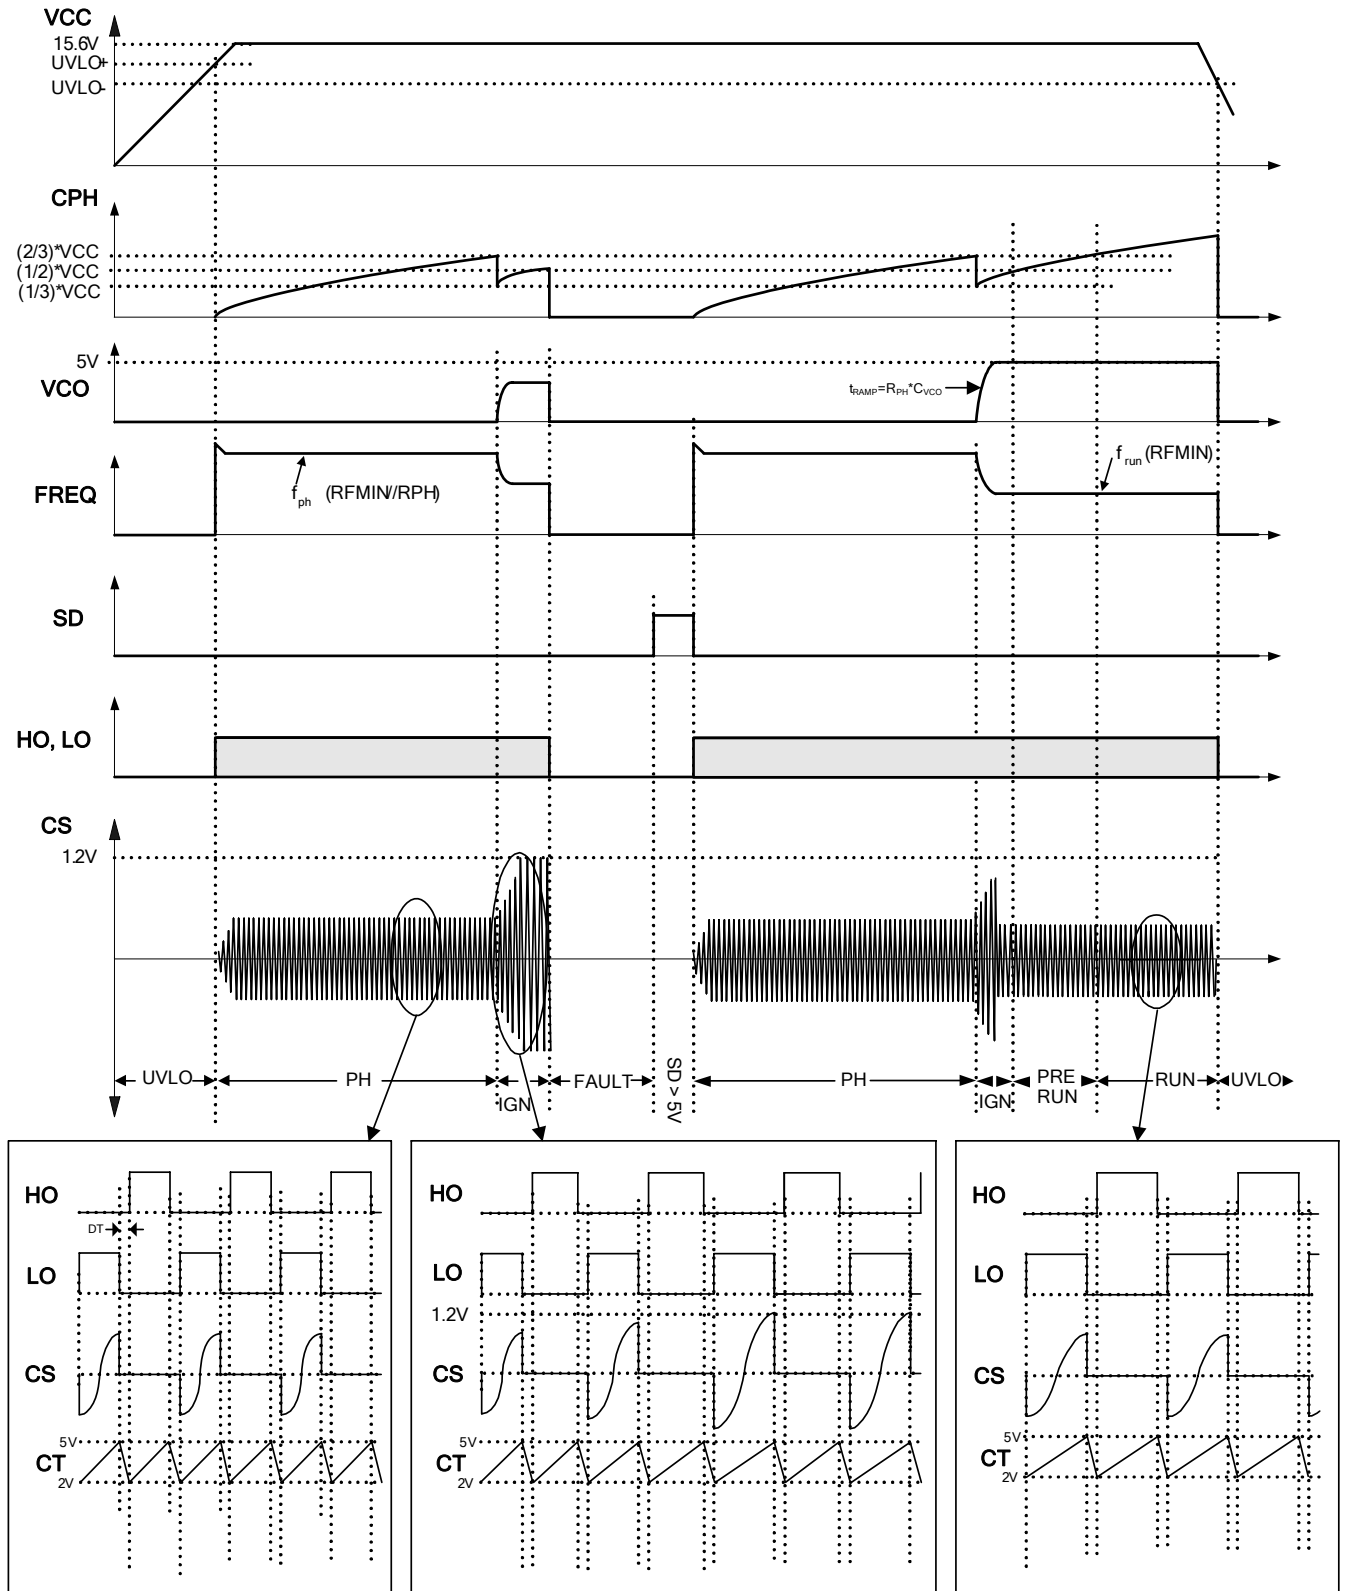 VCC
15.6V
UVLO+
UVLO-
CPH
(2/3)*VCC
(1/2)*VCC
(1/3)*VCC
5V
VCO
tRAMP=RPH*CVCO
FREQ
fph (RFMIN//RPH)
frun (RFMIN)
SD
HO, LO
CS
1.2V
UVLO
PH
IGN
FAULT
SD > 5V
PH
IGN
PRE
RUN
RUN
UVLO
HO
DT
LO
CS
5V
CT
2V
HO
LO
1.2V
CS
5V
CT
2V
HO
LO
CS
5V
CT
2V